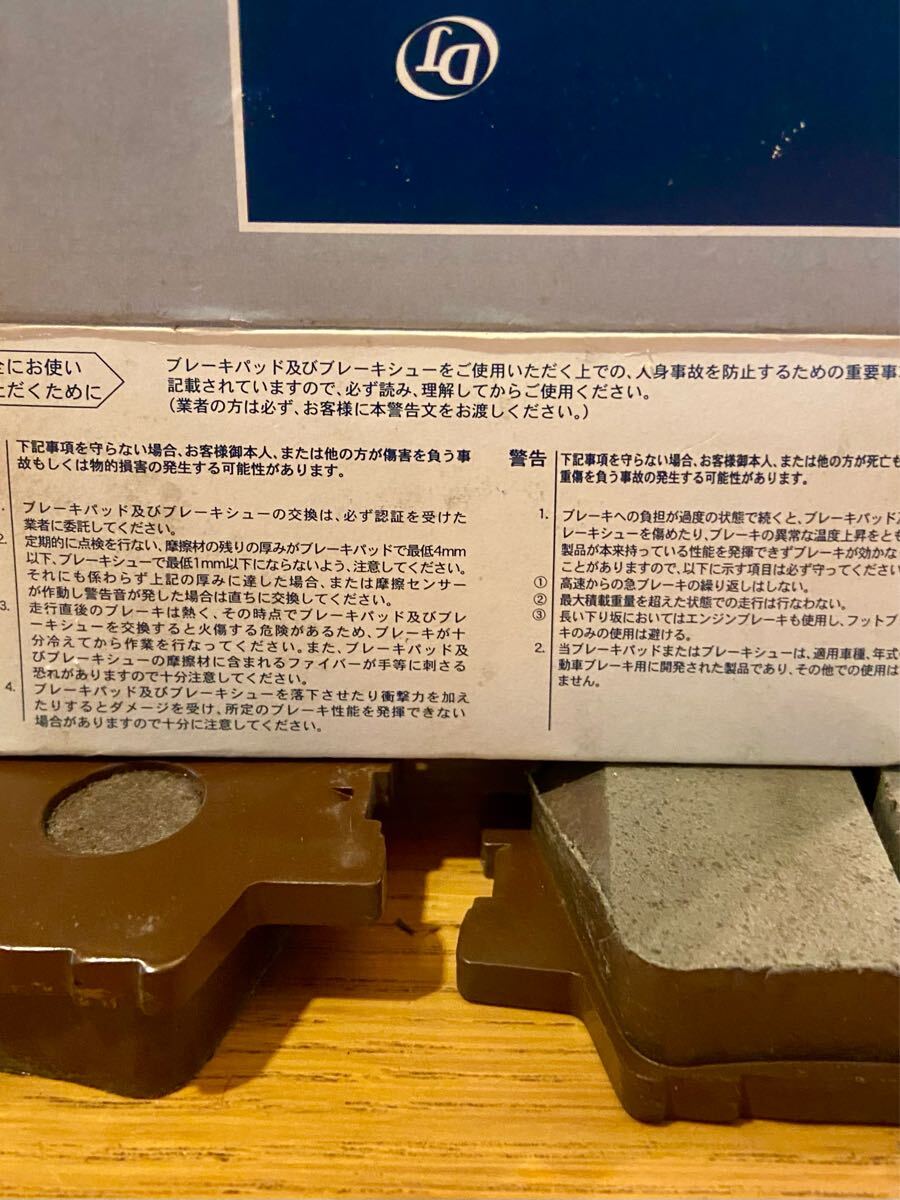 DJ
全にお使い
ただくために
ブレーキパッド及びブレーキシューをご使用いただく上での、人身事故を防止するための重要事
記載されていますので、必ず読み、理解してからご使用ください。
(業者の方は必ず、お客様に本警告文をお渡しください。)
下記事項を守らない場合、お客様御本人、または他の方が傷害を負う事
故もしくは物的損害の発生する可能性があります。
ブレーキパッド及びブレーキシューの交換は、必ず認証を受けた
業者に委託してください。
2. 定期的に点検を行ない、摩擦材の残りの厚みがブレーキパッドで最低4mm
以下、ブレーキシューで最低1mm以下にならないよう、注意してください。
それにも係わらず上記の厚みに達した場合、または摩擦センサー
が作動し警告音が発した場合は直ちに交換してください。
3. 走行直後のブレーキは熱く、その時点でブレーキパッド及びブレ
ーキシューを交換すると火傷する危険があるため、ブレーキが十
分冷えてから作業を行なってください。また、ブレーキパッド及
びブレーキシューの摩擦材に含まれるファイバーが手等に刺さる
恐れがありますので十分注意してください。
4. ブレーキパッド及びブレーキシューを落下させたり衝撃力を加え
たりするとダメージを受け、所定のブレーキ性能を発揮できない
場合がありますので十分に注意してください。
警告
下記事項を守らない場合、お客様御本人、または他の方が死亡も
重傷を負う事故の発生する可能性があります。
1. ブレーキへの負担が過度の状態で続くと、ブレーキパッド及
レーキシューを傷めたり、ブレーキの異常な温度上昇をとも
製品が本来持っている性能を発揮できずブレーキが効かな
ことがありますので、以下に示す項目は必ず守ってください
① 高速からの急ブレーキの繰り返しはしない。
② 最大積載重量を超えた状態での走行は行なわない。
③ 長い下り坂においてはエンジンブレーキも使用し、フットブ
キのみの使用は避ける。
2. 当ブレーキパッドまたはブレーキシューは、適用車種、年式
動車ブレーキ用に開発された製品であり、その他での使用は
ません。